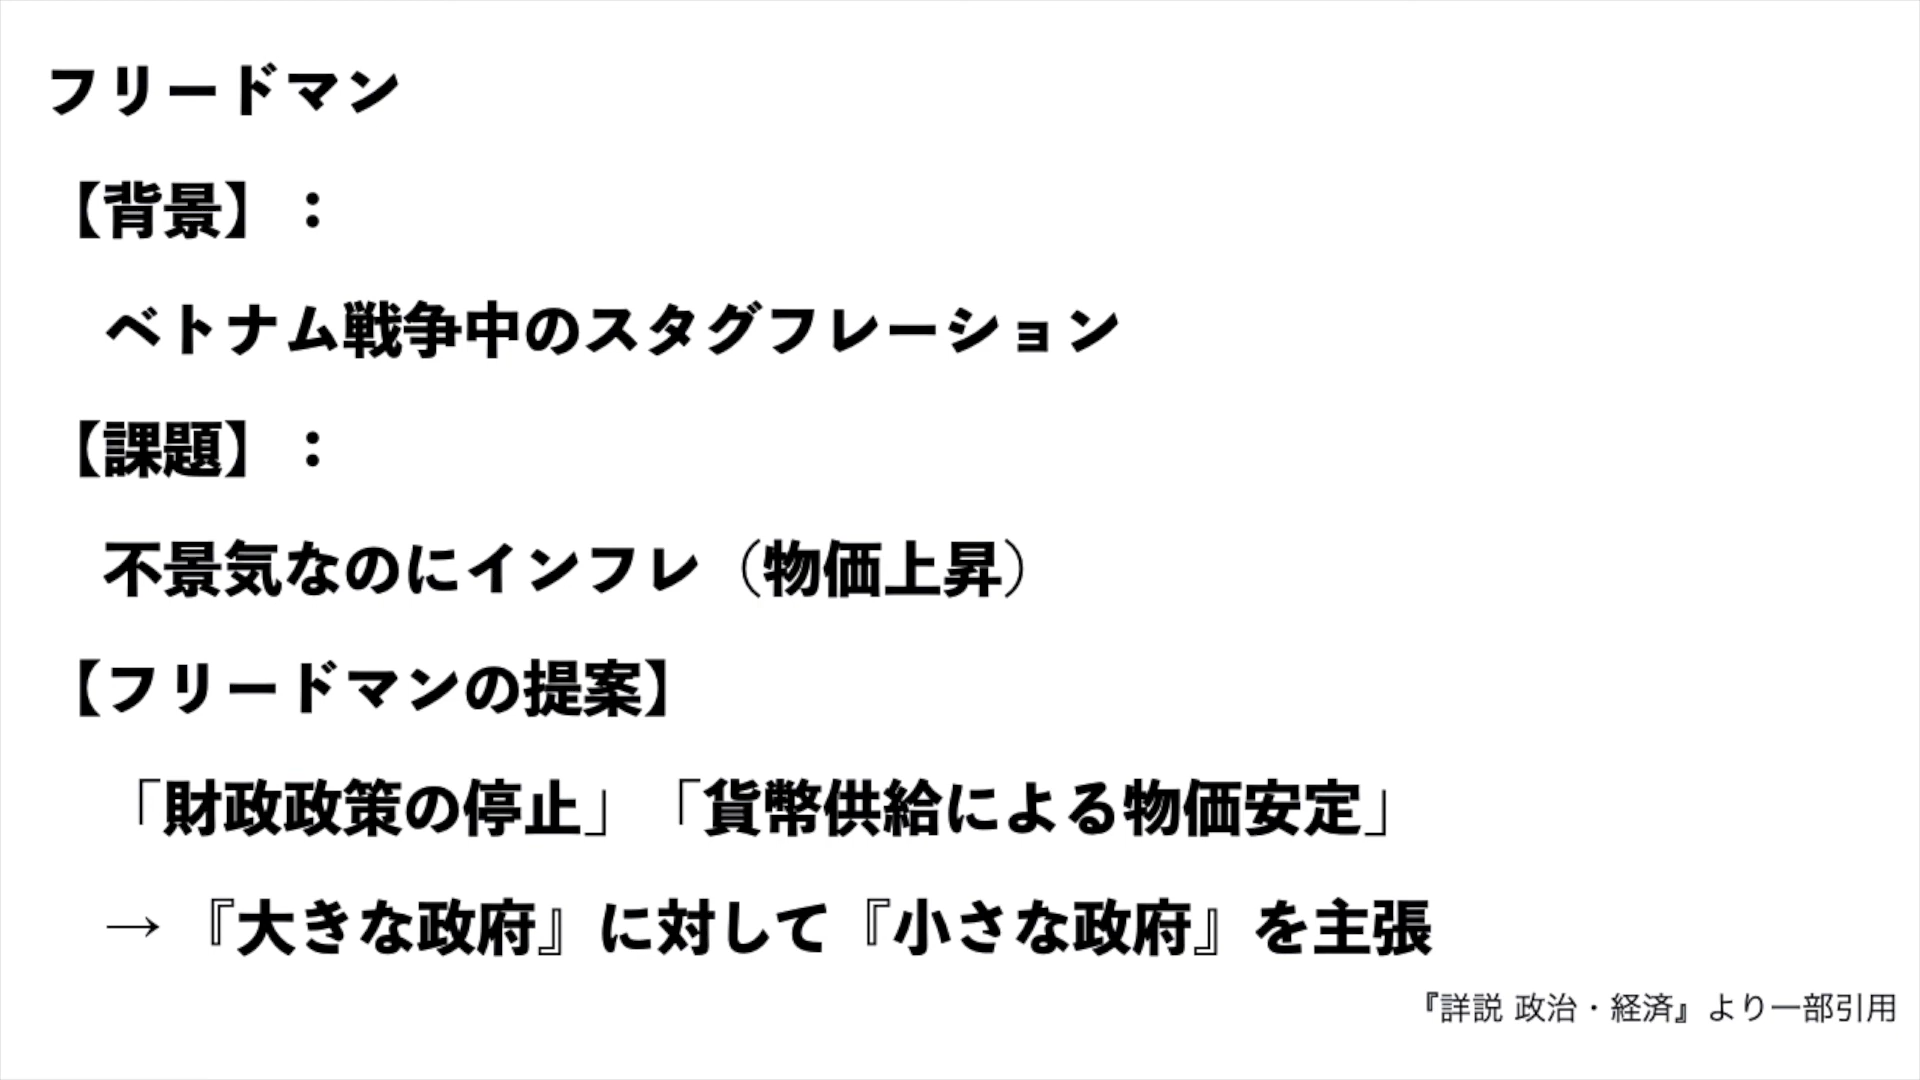 フリードマン
【背景】：
ベトナム戦争中のスタグフレーション
【課題】：
不景気なのにインフレ（物価上昇）
【フリードマンの提案】
「財政政策の停止」「貨幣供給による物価安定」
→『大きな政府』に対して『小さな政府』を主張
『詳説 政治・経済』より一部引用